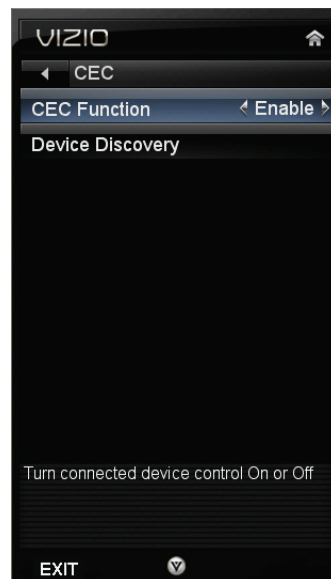 VIZIO
CEC
CEC Function Enable
Device Discovery
Turn connected device control On or Off
EXIT